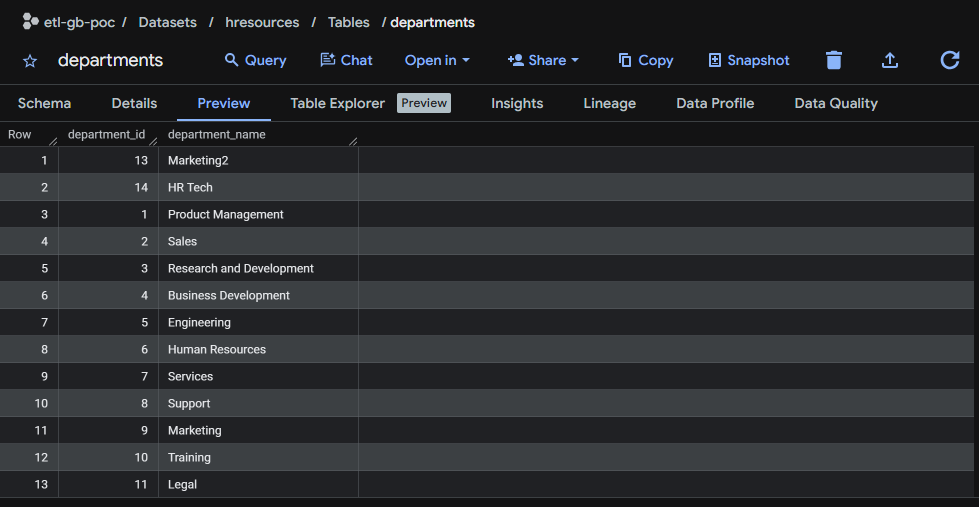 etl-gb-poc / Datasets / hresources / Tables / departments
departments Query Chat Open in Share Copy Snapshot
Schema Details Preview Table Explorer Preview Insights Lineage Data Profile Data Quality
Row department_id department_name
1 13 Marketing2
2 14 HR Tech
3 1 Product Management
4 2 Sales
5 3 Research and Development
6 4 Business Development
7 5 Engineering
8 6 Human Resources
9 7 Services
10 8 Support
11 9 Marketing
12 10 Training
13 11 Legal